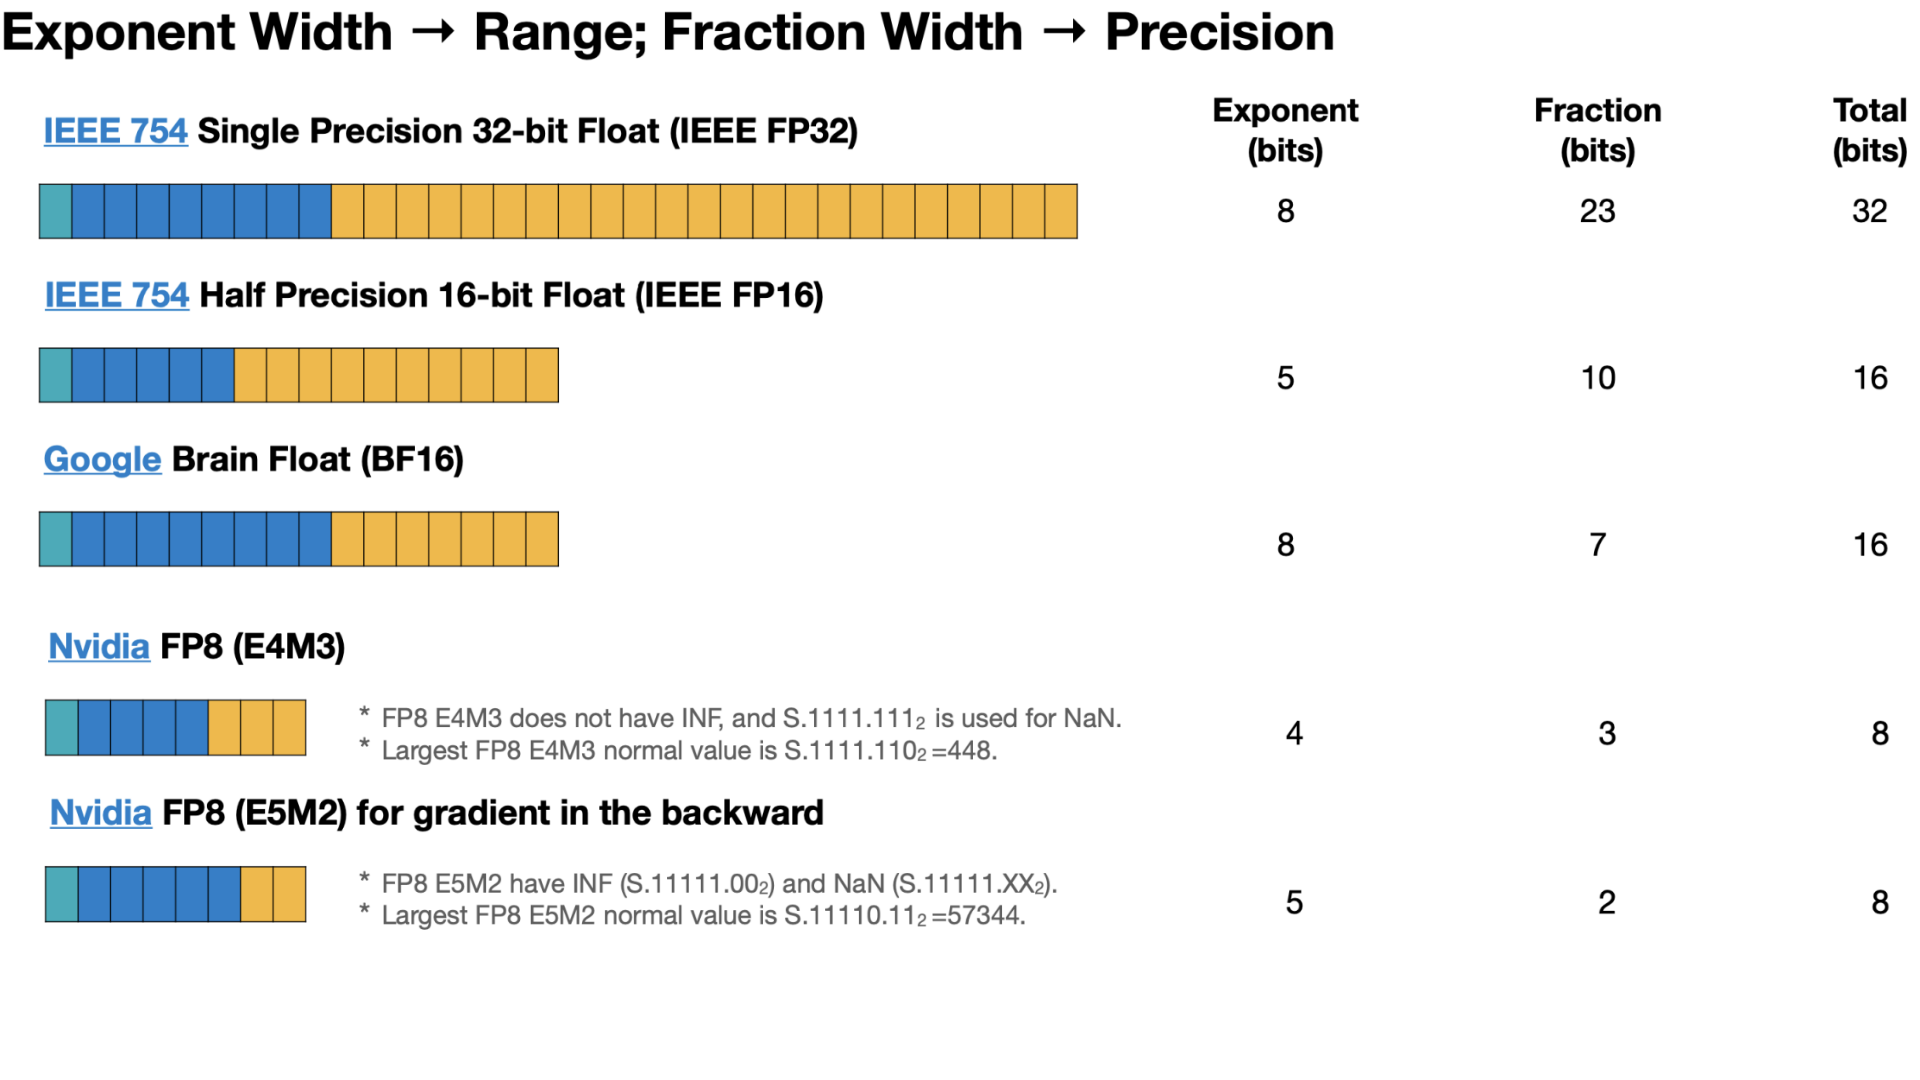 Exponent Width → Range; Fraction Width → Precision
Exponent (bits)
Fraction (bits)
Total (bits)
IEEE 754 Single Precision 32-bit Float (IEEE FP32)
8 23 32
IEEE 754 Half Precision 16-bit Float (IEEE FP16)
5 10 16
Google Brain Float (BF16)
8 7 16
Nvidia FP8 (E4M3)
* FP8 E4M3 does not have INF, and S.1111.111₂ is used for NaN.
* Largest FP8 E4M3 normal value is S.1111.110₂ =448.
4 3 8
Nvidia FP8 (E5M2) for gradient in the backward
* FP8 E5M2 have INF (S.11111.00₂) and NaN (S.11111.XX₂).
* Largest FP8 E5M2 normal value is S.11110.11₂ =57344.
5 2 8